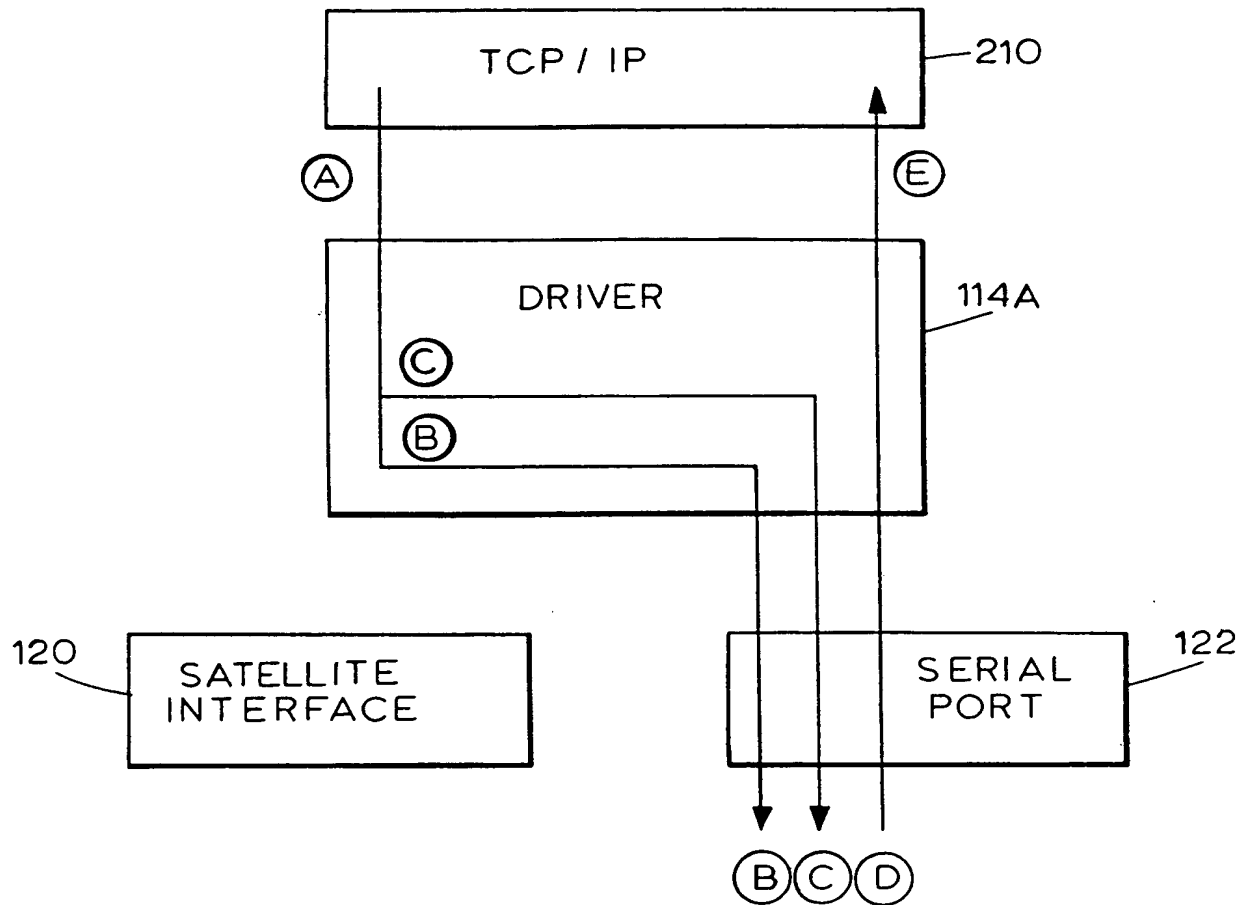 TCP / IP
210
A
E
DRIVER
114A
C
B
120
SATELLITE
INTERFACE
SERIAL
PORT
122
B C D